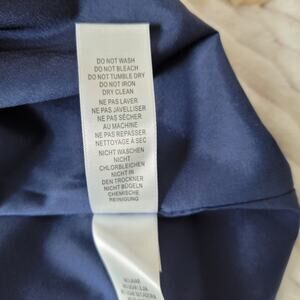 DO NOT WASH
DO NOT BLEACH
DO NOT TUMBLE DRY
DO NOT IRON
DRY CLEAN
NE PAS LAVER
NE PAS JAVELLISER
NE PAS SÉCHER
AU MACHINE
NE PAS REPASSER
NETTOYAGE À SEC
NICHT WASCHEN
NICHT
CHLORBLEICHEN
NICHT IN
DEN TROCKNER
NICHT BÜGELN
CHEMISCHE
REINIGUNG